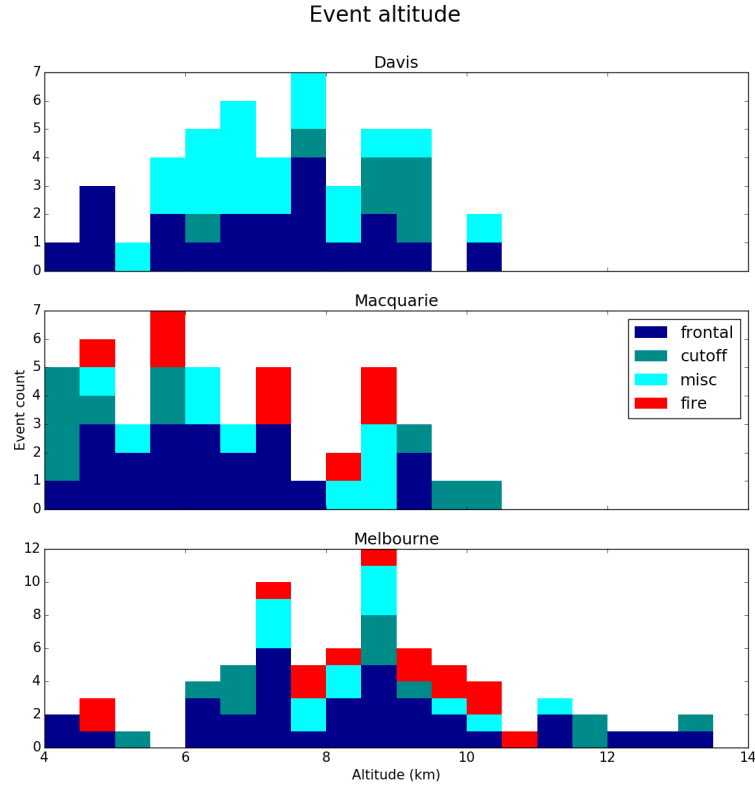 Event altitude
Davis
7
6
5
4
3
2
1
0
Macquarie
7
6
5
4
3
2
1
0
frontal
cutoff
misc
fire
Event count
Melbourne
12
10
8
6
4
2
0
4 6 8 10 12 14
Altitude (km)